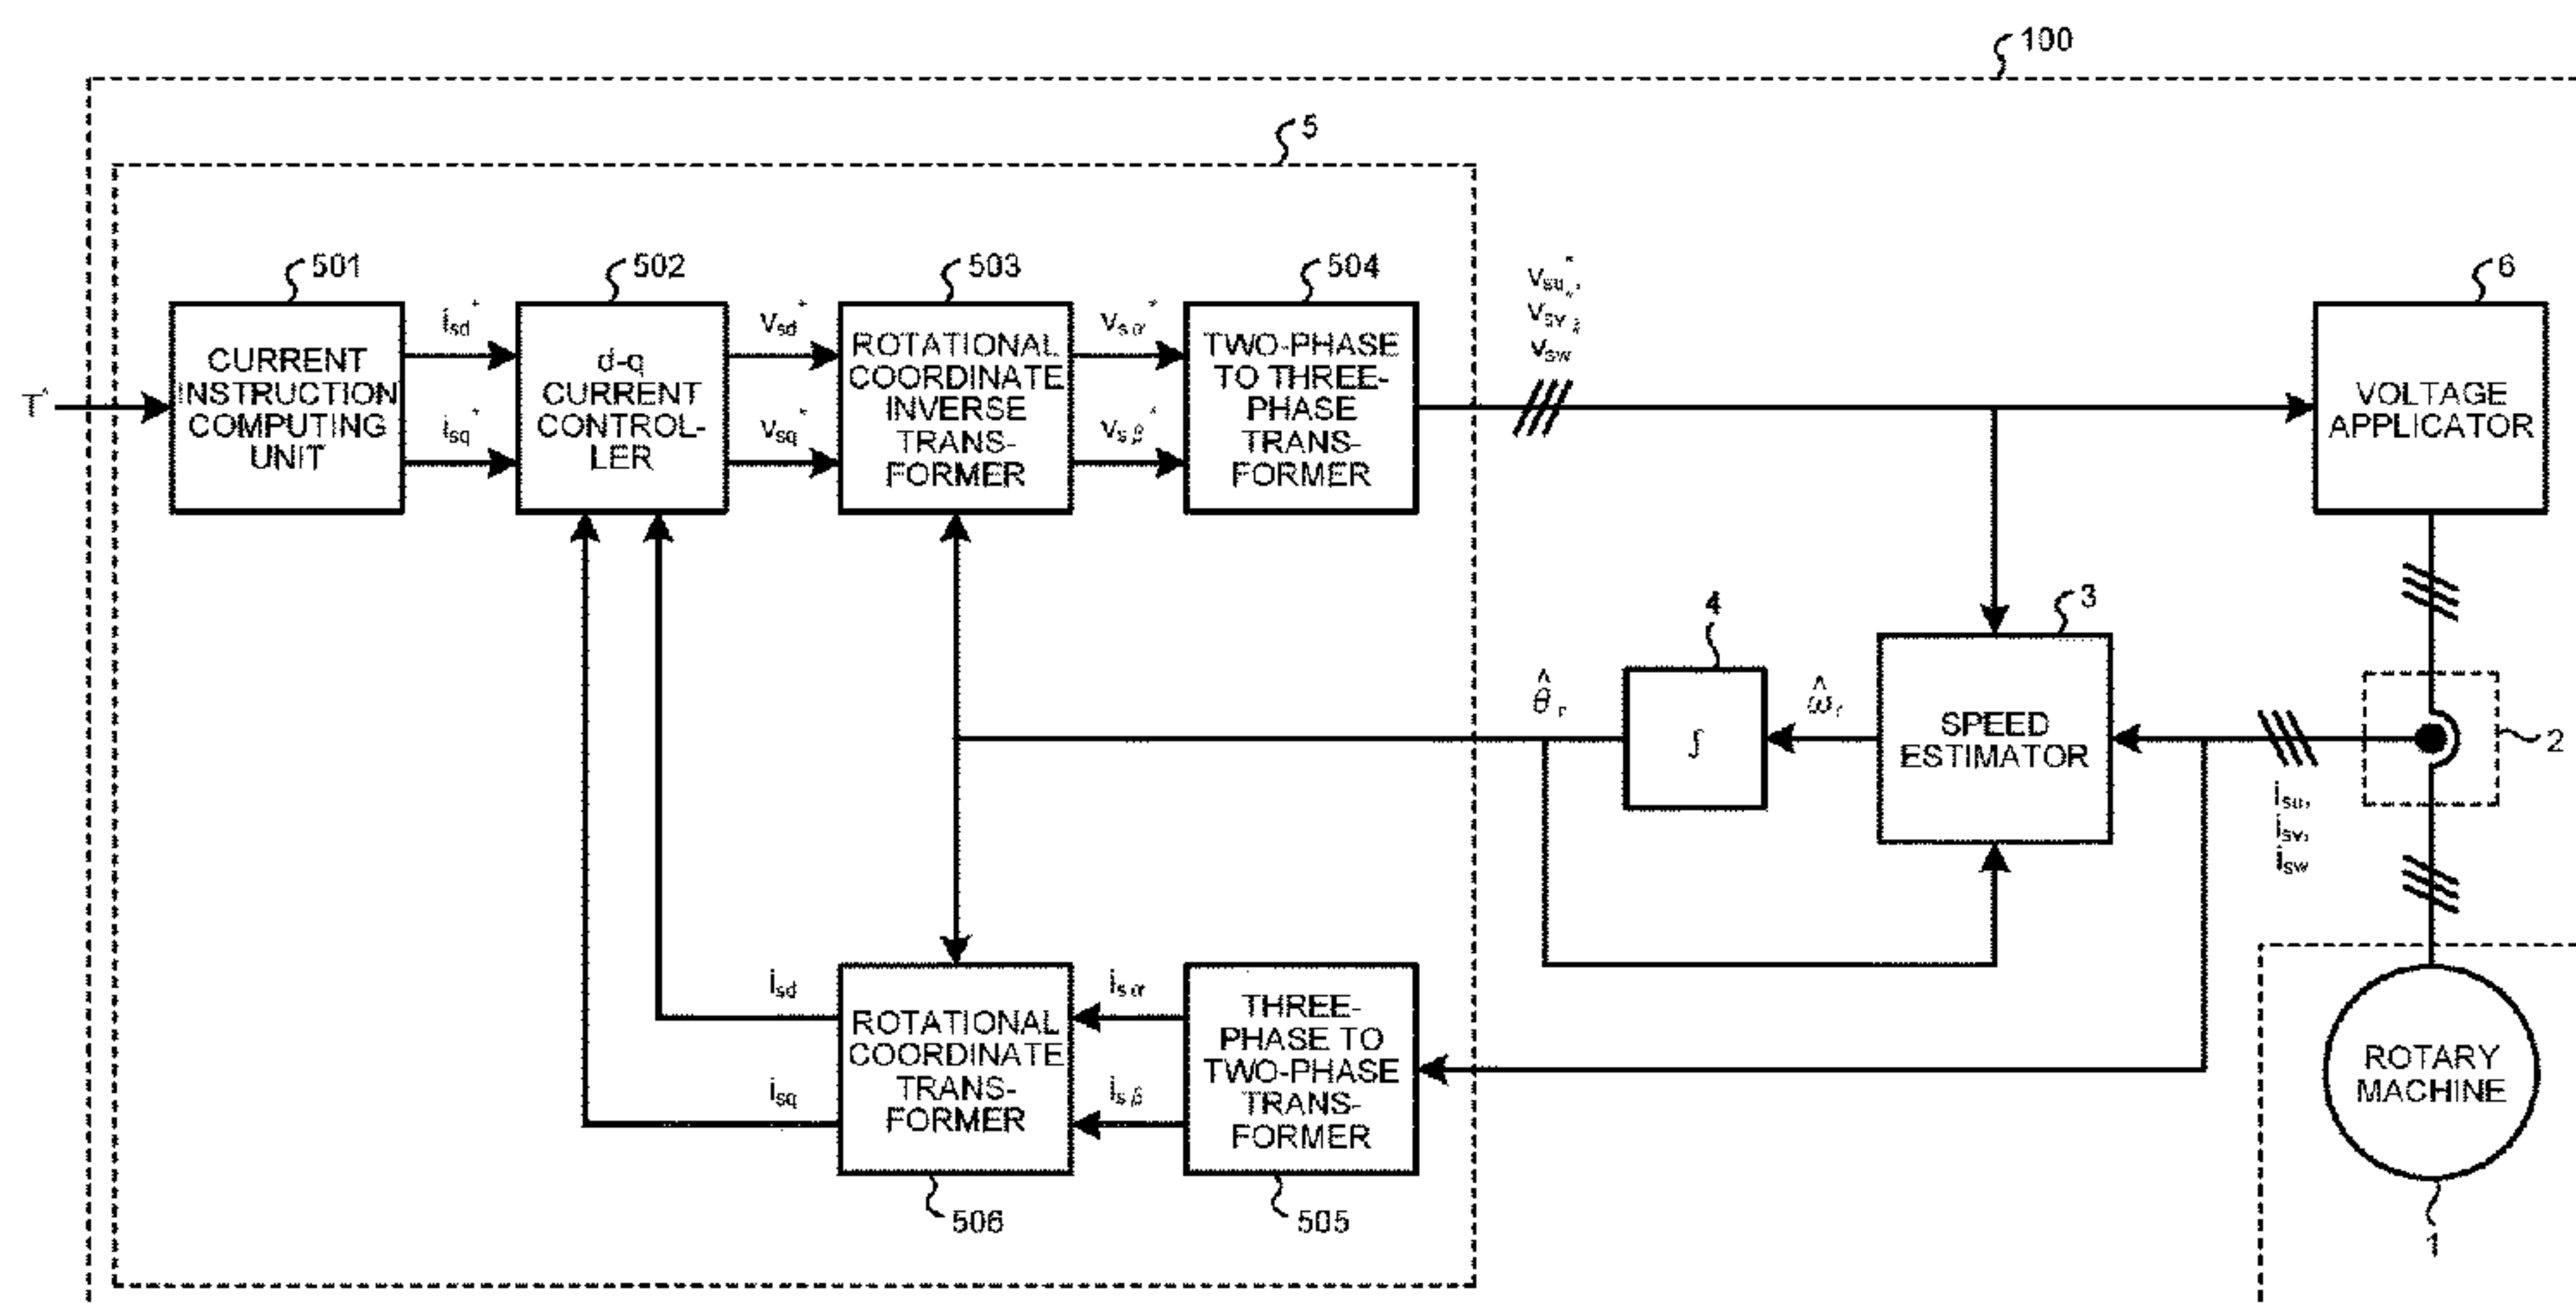 100
5
501
502
503
504
6
CURRENT
INSTRUCTION
COMPUTING
UNIT
d-q
CURRENT
CONTROL-
LER
ROTATIONAL
COORDINATE
INVERSE
TRANS-
FORMER
TWO-PHASE
TO THREE-
PHASE
TRANS-
FORMER
VOLTAGE
APPLICATOR
T*
isd*
isq*
vsd*
vsq*
vsα*
vsβ*
vsu*,
vsv*,
vsw*
4
3
θ̂r
∫
ω̂r
SPEED
ESTIMATOR
2
isu,
isv,
isw
isd
isq
ROTATIONAL
COORDINATE
TRANS-
FORMER
isα
isβ
THREE-
PHASE TO
TWO-PHASE
TRANS-
FORMER
ROTARY
MACHINE
506
505
1